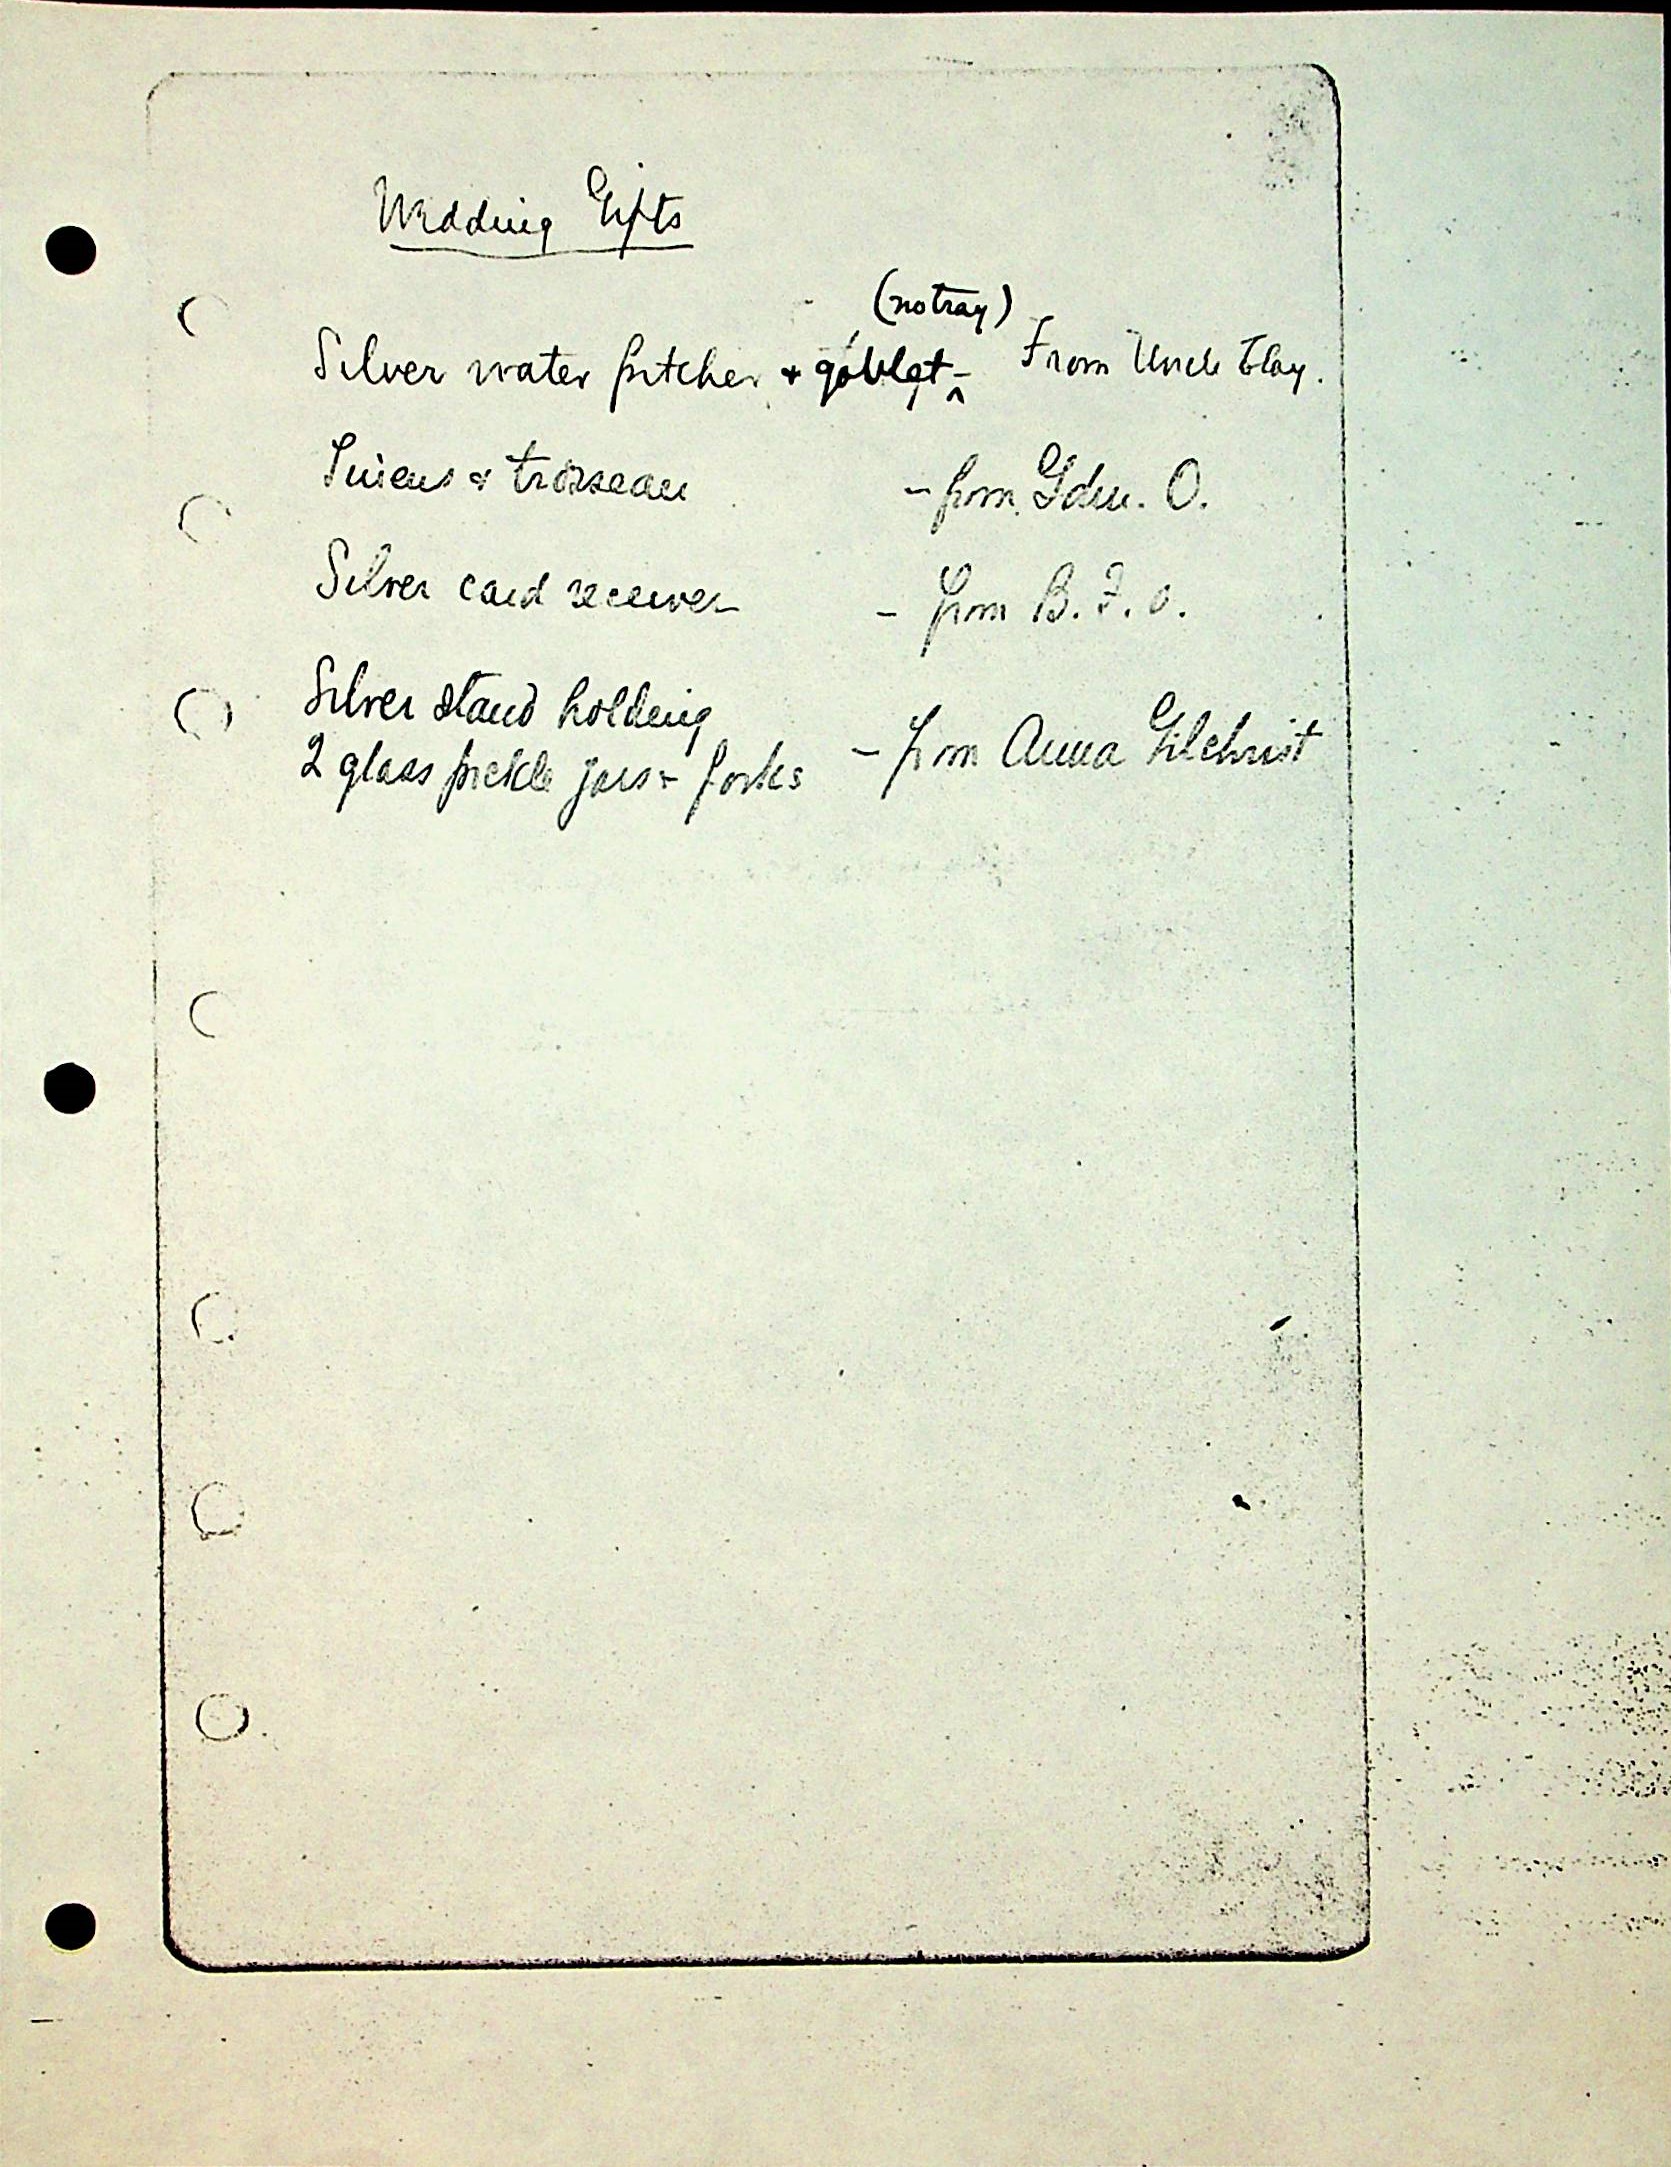 Wedding Gifts
(no tray)
Silver water pitcher + goblet - ^ From Uncle Clay.
Linens & trosseau - from Gdm. O.
Silver card receiver - from B. F. O.
Silver stand holding
2 glass pickle jars + forks - from Anna Gilchrist